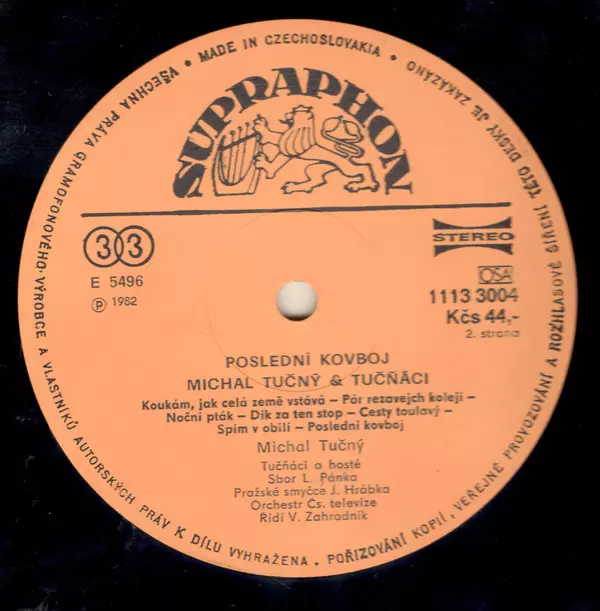 VŠECHNA PRÁVA GRAMOFONOVÉHO VÝROBCE A VLASTNÍKŮ AUTORSKÝCH PRÁV K DÍLU VYHRAŽENA. POŘIZOVÁNÍ KOPIÍ, VEŘEJNÉ PROVOZOVÁNÍ A ROZHLASOVÉ ŠÍŘENÍ TÉTO DESKY JE ZAKÁZÁNO • MADE IN CZECHOSLOVAKIA •
SUPRAPHON
33
STEREO
E 5496
Ⓟ 1982
OSA
1113 3004
Kčs 44,-
2. strana
POSLEDNÍ KOVBOJ
MICHAL TUČNÝ & TUČŇÁCI
Koukám, jak celá země vstává – Pár rezavejch kolejí –
Noční pták – Dík za ten stop – Cesty toulavý –
Spím v obilí – Poslední kovboj
Michal Tučný
Tučňáci a hosté
Sbor L. Pánka
Pražské smyčce J. Hrábka
Orchestr Čs. televize
Řídí V. Zahradník